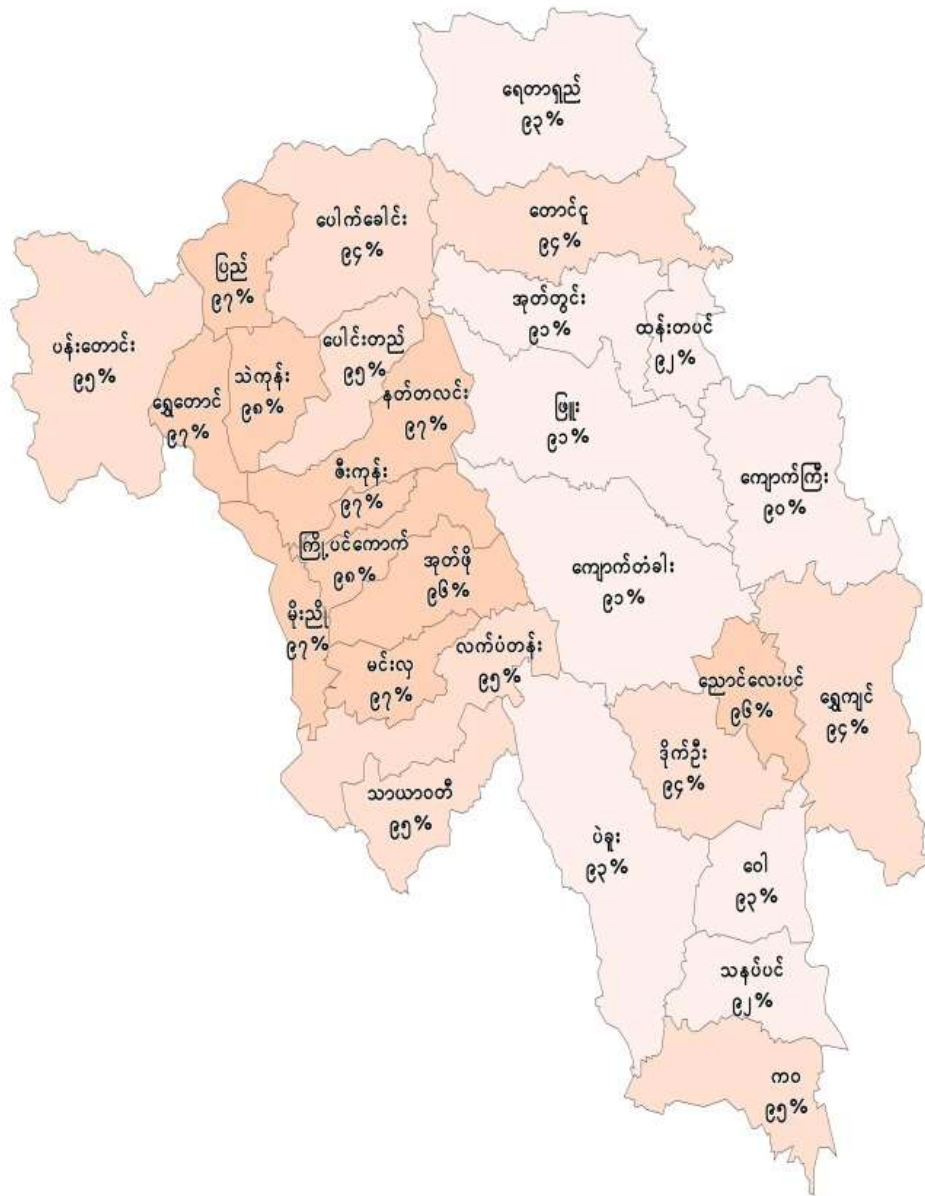 ရေတာရှည်
၉၃%
တောင်ငူ
၉၄%
ပေါက်ခေါင်း
၉၄%
ပြည်
၉၇%
အုတ်တွင်း
၉၁%
ထန်းတပင်
၉၂%
ပန်းတောင်း
၉၅%
ပေါင်းတည်
၉၅%
သဲကုန်း
၉၈%
ရွှေတောင်
၉၇%
နတ်တလင်း
၉၇%
ဖြူး
၉၁%
ကျောက်ကြီး
၉၀%
ဇီးကုန်း
၉၇%
ကြို့ပင်ကောက်
၉၈%
အုတ်ဖို
၉၆%
ကျောက်တံခါး
၉၁%
မိုးညို
၉၇%
မင်းလှ
၉၇%
လက်ပံတန်း
၉၅%
ညောင်လေးပင်
၉၆%
ရွှေကျင်
၉၄%
ဒိုက်ဦး
၉၄%
သာယာဝတီ
၉၅%
ပဲခူး
၉၃%
ဝေါ
၉၃%
သနပ်ပင်
၉၂%
ကဝ
၉၅%